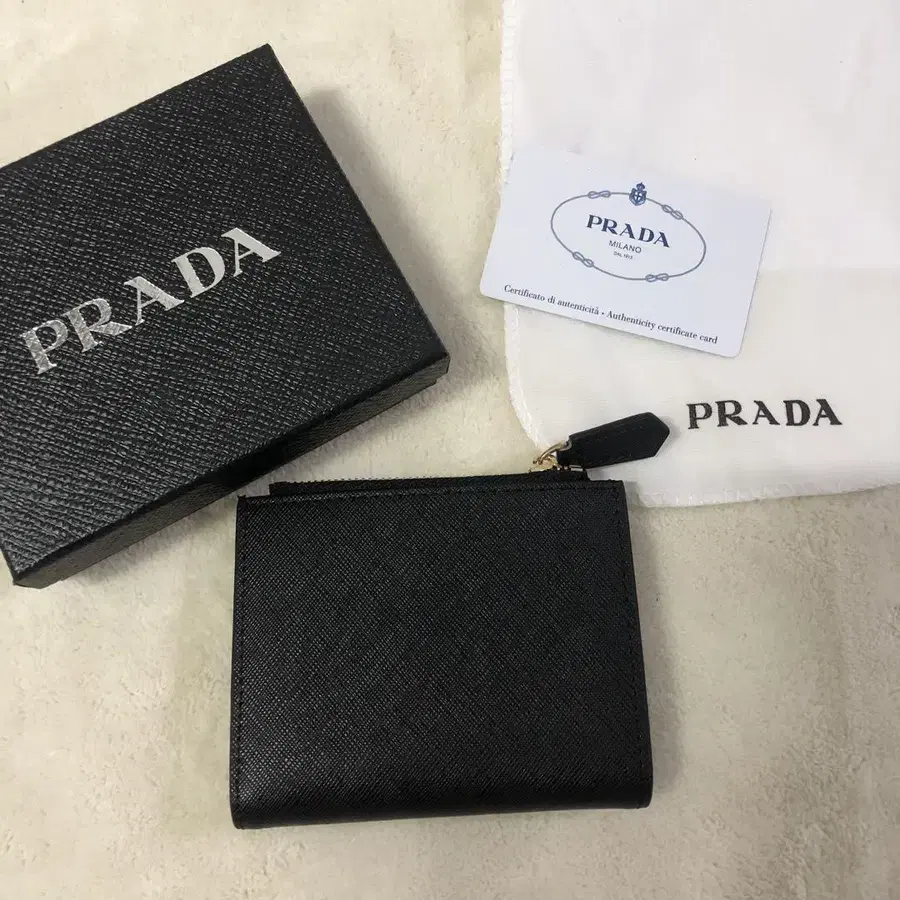 PRADA
PRADA
MILANO
DAL 1913
Certificato di autenticità • Authenticity certificate card
PRADA